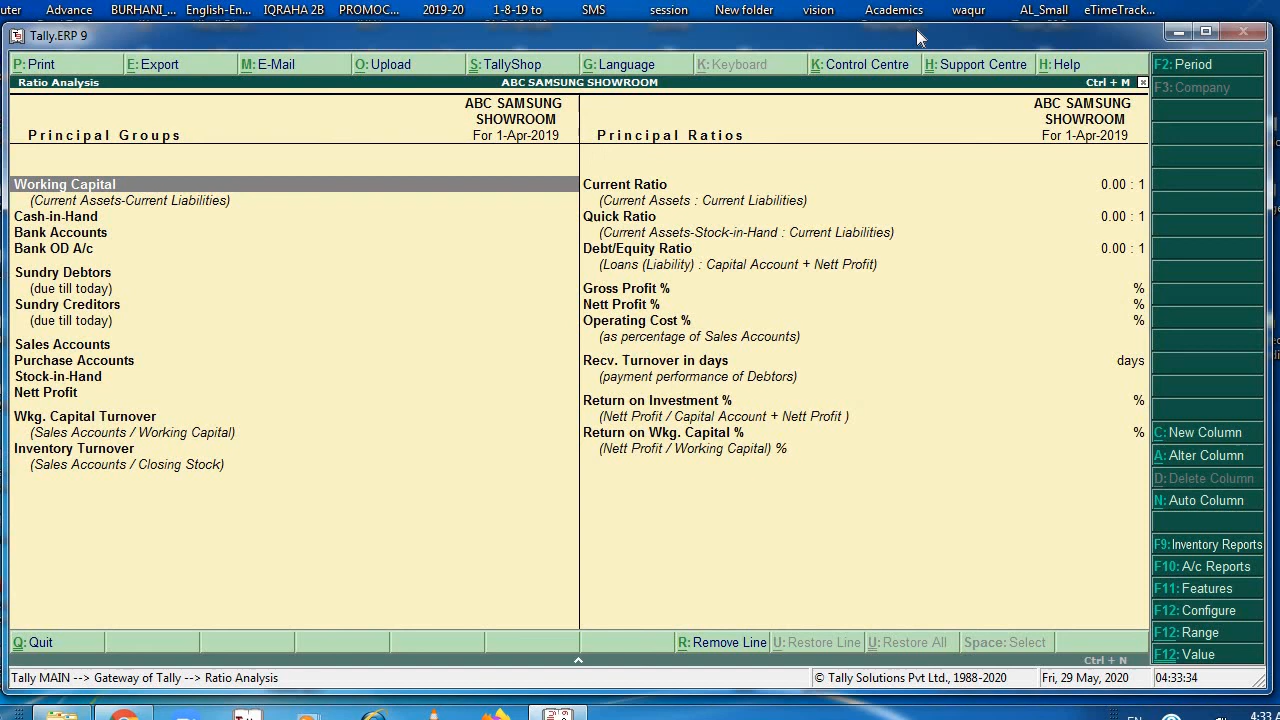 uter Advance BURHANI_... English-En... IQRAHA 2B PROMOC... 2019-20 1-8-19 to SMS session New folder vision Academics waqur AL_Small eTimeTrack...
Tally.ERP 9
P: Print E: Export M: E-Mail O: Upload S: TallyShop G: Language K: Keyboard K: Control Centre H: Support Centre H: Help
Ratio Analysis ABC SAMSUNG SHOWROOM Ctrl + M
Principal Groups
ABC SAMSUNG
SHOWROOM
For 1-Apr-2019
Working Capital
(Current Assets-Current Liabilities)
Cash-in-Hand
Bank Accounts
Bank OD A/c
Sundry Debtors
(due till today)
Sundry Creditors
(due till today)
Sales Accounts
Purchase Accounts
Stock-in-Hand
Nett Profit
Wkg. Capital Turnover
(Sales Accounts / Working Capital)
Inventory Turnover
(Sales Accounts / Closing Stock)
Principal Ratios
ABC SAMSUNG
SHOWROOM
For 1-Apr-2019
Current Ratio 0.00 : 1
(Current Assets : Current Liabilities)
Quick Ratio 0.00 : 1
(Current Assets-Stock-in-Hand : Current Liabilities)
Debt/Equity Ratio 0.00 : 1
(Loans (Liability) : Capital Account + Nett Profit)
Gross Profit % %
Nett Profit % %
Operating Cost % %
(as percentage of Sales Accounts)
Recv. Turnover in days days
(payment performance of Debtors)
Return on Investment % %
(Nett Profit / Capital Account + Nett Profit )
Return on Wkg. Capital % %
(Nett Profit / Working Capital) %
F2: Period
F3: Company
C: New Column
A: Alter Column
D: Delete Column
N: Auto Column
F9: Inventory Reports
F10: A/c Reports
F11: Features
F12: Configure
F12: Range
F12: Value
Q: Quit R: Remove Line U: Restore Line U: Restore All Space: Select
Ctrl + N
Tally MAIN --> Gateway of Tally --> Ratio Analysis © Tally Solutions Pvt Ltd., 1988-2020 Fri, 29 May, 2020 04:33:34